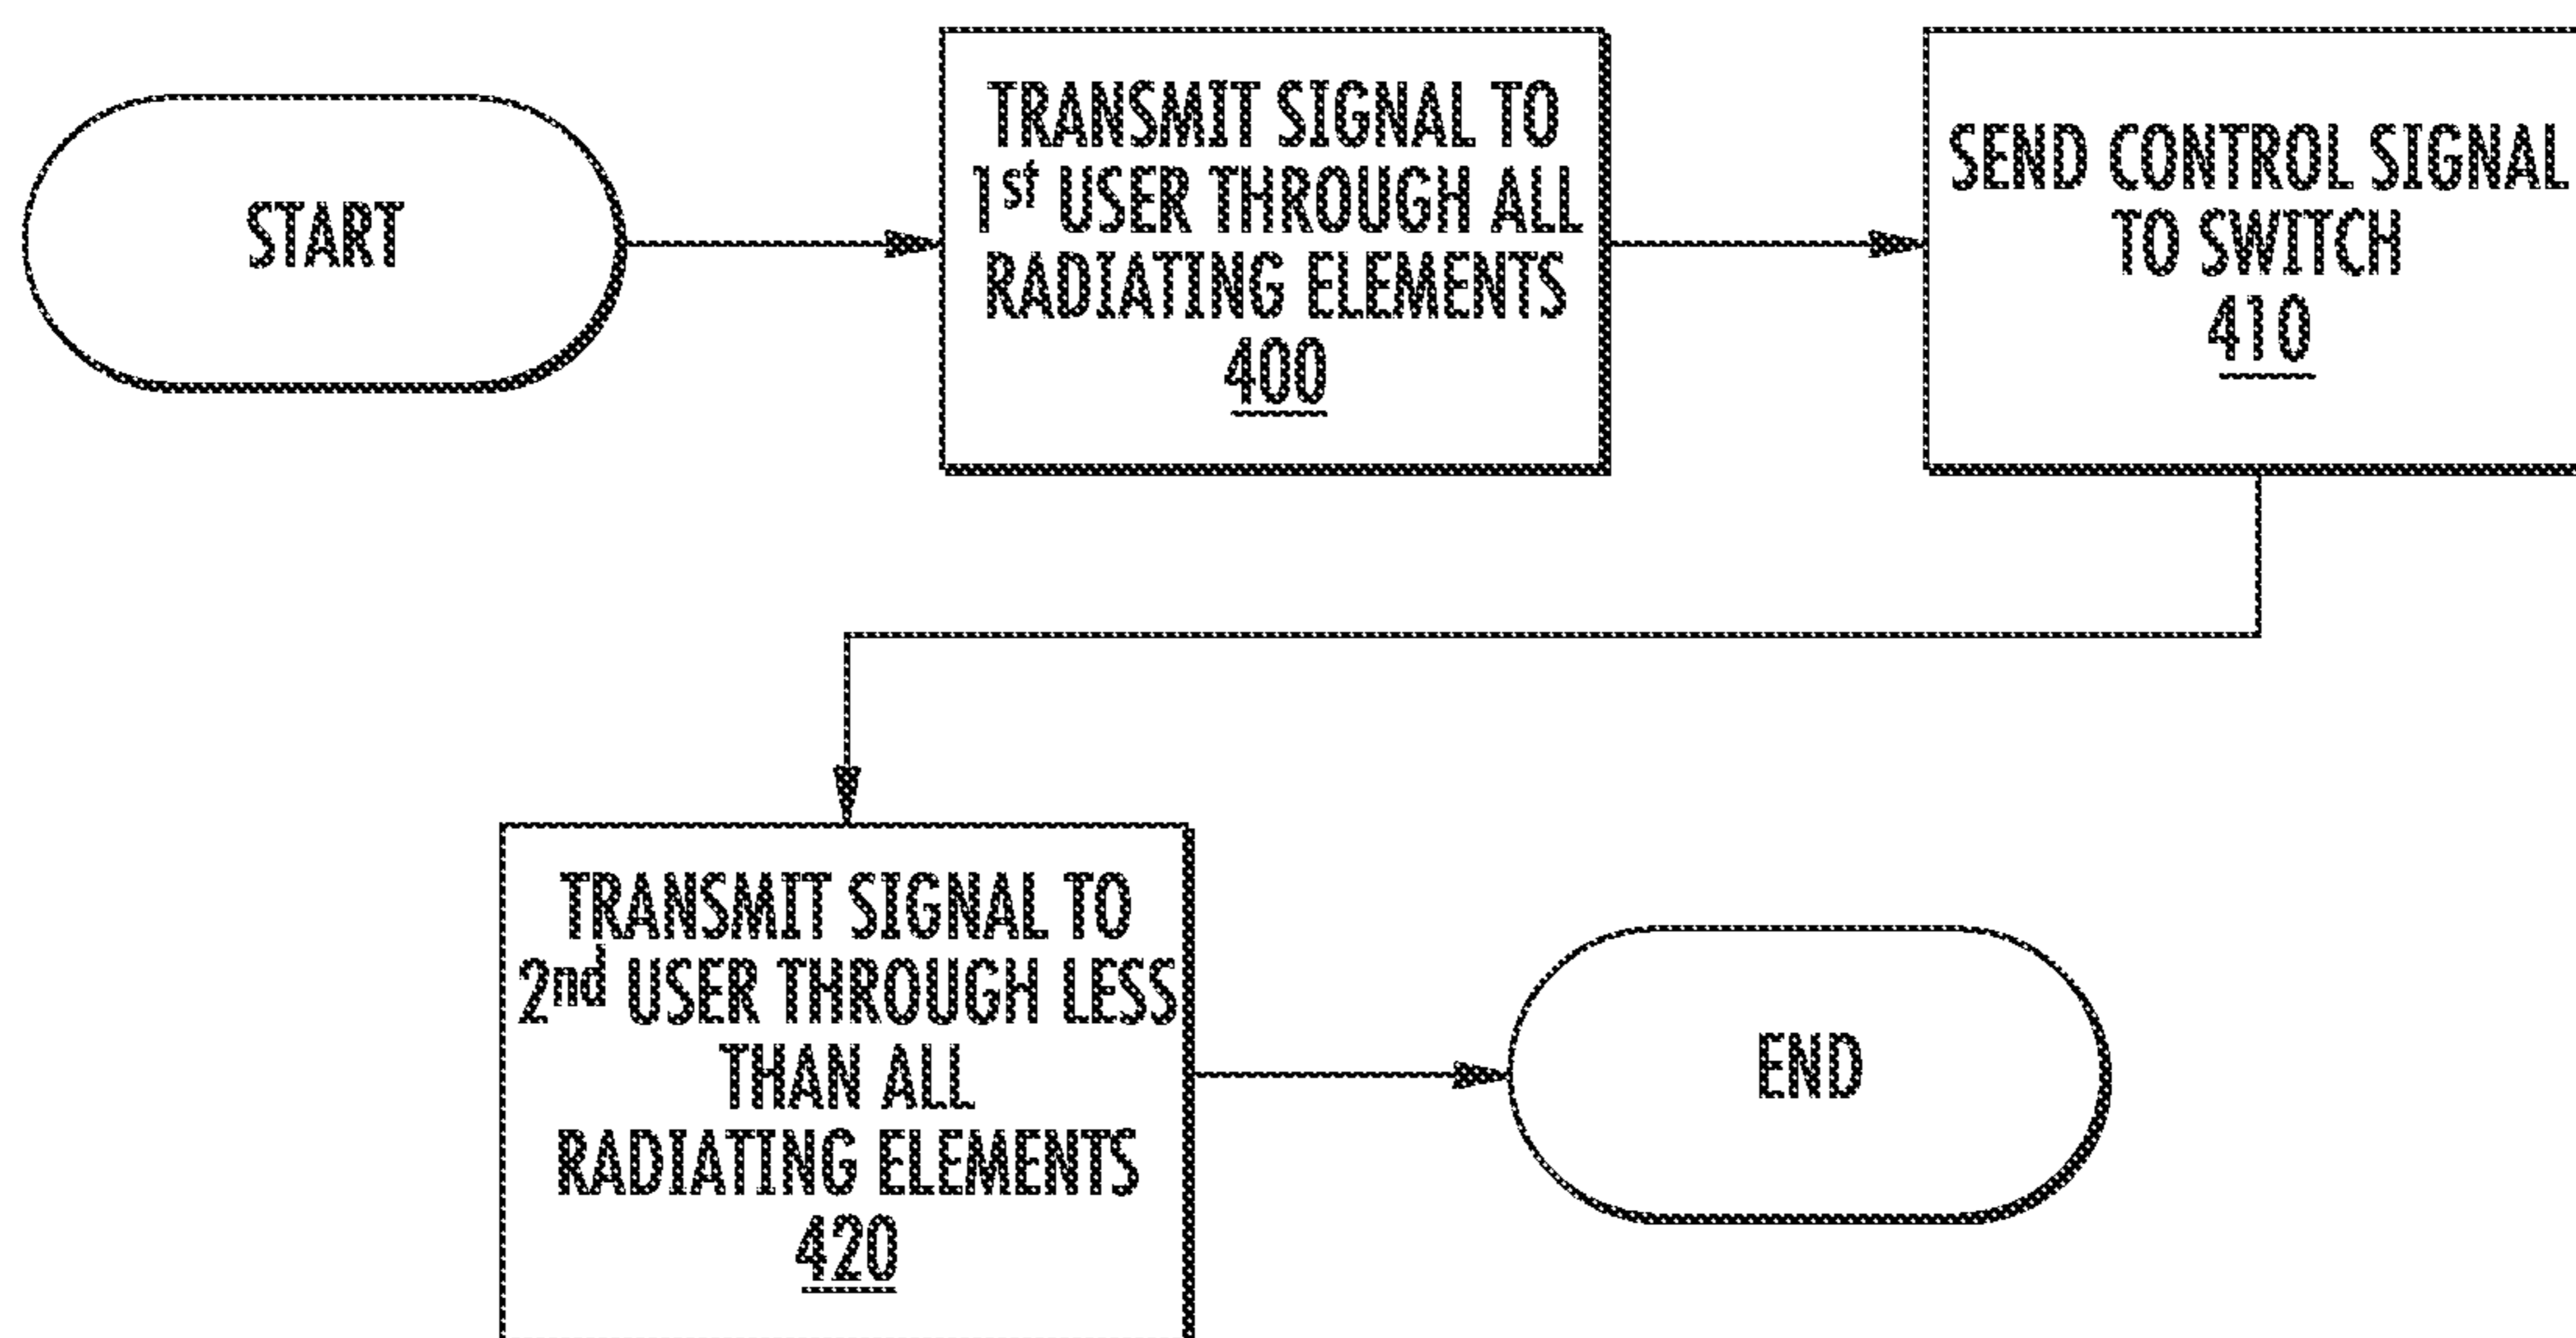 START
TRANSMIT SIGNAL TO
1st USER THROUGH ALL
RADIATING ELEMENTS
400
SEND CONTROL SIGNAL
TO SWITCH
410
TRANSMIT SIGNAL TO
2nd USER THROUGH LESS
THAN ALL
RADIATING ELEMENTS
420
END